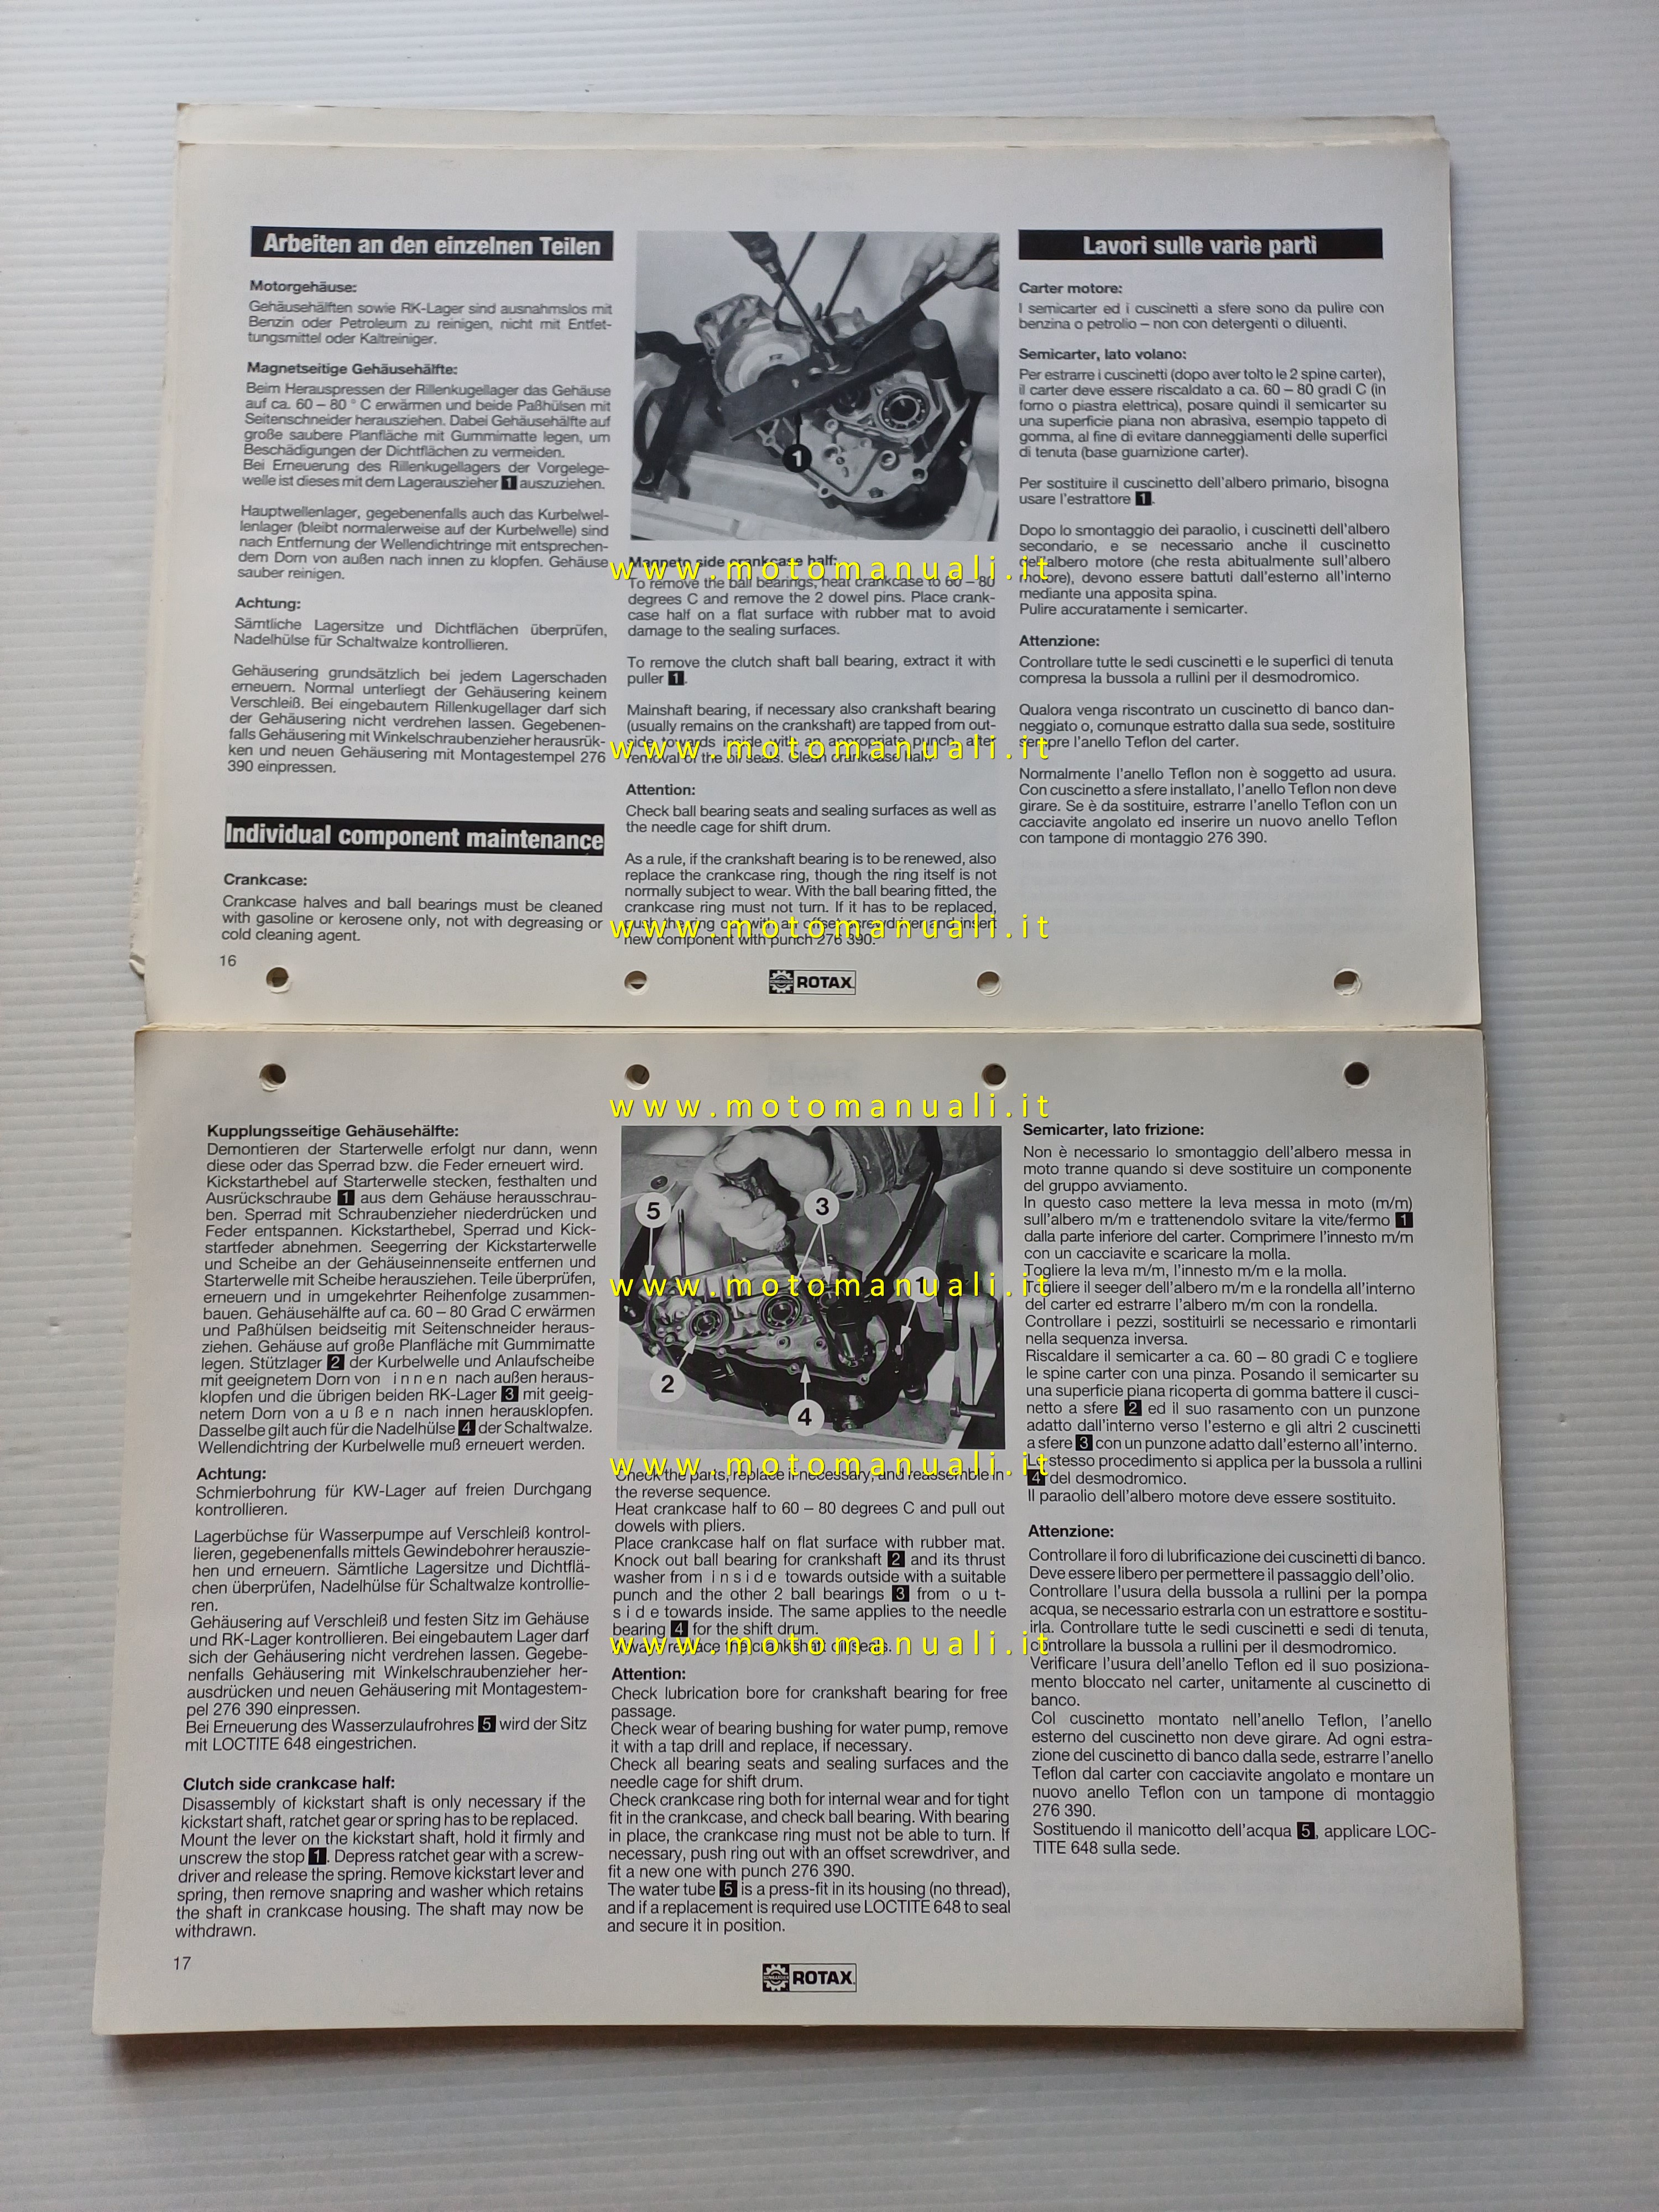 Arbeiten an den einzelnen Teilen
Motorgehäuse:
Gehäusehälften sowie RK-Lager sind ausnahmslos mit
Benzin oder Petroleum zu reinigen, nicht mit Entfet-
tungsmittel oder Kaltreiniger.
Magnetseitige Gehäusehälfte:
Beim Herauspressen der Rillenkugellager das Gehäuse
auf ca. 60 – 80 ° C erwärmen und beide Paßhülsen mit
Seitenschneider herausziehen. Dabei Gehäusehälfte auf
große saubere Planfläche mit Gummimatte legen, um
Beschädigungen der Dichtflächen zu vermeiden.
Bei Erneuerung des Rillenkugellagers der Vorgelege-
welle ist dieses mit dem Lagerauszieher 1 auszuziehen.
Hauptwellenlager, gegebenenfalls auch das Kurbelwel-
lenlager (bleibt normalerweise auf der Kurbelwelle) sind
nach Entfernung der Wellendichtringe mit entsprechen-
dem Dorn von außen nach innen zu klopfen. Gehäuse
sauber reinigen.
Achtung:
Sämtliche Lagersitze und Dichtflächen überprüfen,
Nadelhülse für Schaltwalze kontrollieren.
Gehäusering grundsätzlich bei jedem Lagerschaden
erneuern. Normal unterliegt der Gehäusering keinem
Verschleiß. Bei eingebautem Rillenkugellager darf sich
der Gehäusering nicht verdrehen lassen. Gegebenen-
falls Gehäusering mit Winkelschraubenzieher herausrük-
ken und neuen Gehäusering mit Montagestempel 276
390 einpressen.
Individual component maintenance
Crankcase:
Crankcase halves and ball bearings must be cleaned
with gasoline or kerosene only, not with degreasing or
cold cleaning agent.
16
1
www.motomanuali.it
Magneto side crankcase half:
To remove the ball bearings, heat crankcase to 60 – 80
degrees C and remove the 2 dowel pins. Place crank-
case half on a flat surface with rubber mat to avoid
damage to the sealing surfaces.
To remove the clutch shaft ball bearing, extract it with
puller 1.
Mainshaft bearing, if necessary also crankshaft bearing
(usually remains on the crankshaft) are tapped from out-
side towards inside with an appropriate punch after
www.motomanuali.it
removal of the oil seals. Clean crankcase half.
Attention:
Check ball bearing seats and sealing surfaces as well as
the needle cage for shift drum.
As a rule, if the crankshaft bearing is to be renewed, also
replace the crankcase ring, though the ring itself is not
normally subject to wear. With the ball bearing fitted, the
crankcase ring must not turn. If it has to be replaced,
push the ring out with an offset screwdriver and insert
www.motomanuali.it
new component with punch 276 390.
ROTAX
Lavori sulle varie parti
Carter motore:
I semicarter ed i cuscinetti a sfere sono da pulire con
benzina o petrolio – non con detergenti o diluenti.
Semicarter, lato volano:
Per estrarre i cuscinetti (dopo aver tolto le 2 spine carter),
il carter deve essere riscaldato a ca. 60 – 80 gradi C (in
forno o piastra elettrica), posare quindi il semicarter su
una superficie piana non abrasiva, esempio tappeto di
gomma, al fine di evitare danneggiamenti delle superfici
di tenuta (base guarnizione carter).
Per sostituire il cuscinetto dell'albero primario, bisogna
usare l'estrattore 1.
Dopo lo smontaggio dei paraolio, i cuscinetti dell'albero
secondario, e se necessario anche il cuscinetto
dell'albero motore (che resta abitualmente sull'albero
motore), devono essere battuti dall'esterno all'interno
mediante una apposita spina.
Pulire accuratamente i semicarter.
Attenzione:
Controllare tutte le sedi cuscinetti e le superfici di tenuta
compresa la bussola a rullini per il desmodromico.
Qualora venga riscontrato un cuscinetto di banco dan-
neggiato o, comunque estratto dalla sua sede, sostituire
sempre l'anello Teflon del carter.
Normalmente l'anello Teflon non è soggetto ad usura.
Con cuscinetto a sfere installato, l'anello Teflon non deve
girare. Se è da sostituire, estrarre l'anello Teflon con un
cacciavite angolato ed inserire un nuovo anello Teflon
con tampone di montaggio 276 390.
Kupplungsseitige Gehäusehälfte:
Demontieren der Starterwelle erfolgt nur dann, wenn
diese oder das Sperrad bzw. die Feder erneuert wird.
Kickstarthebel auf Starterwelle stecken, festhalten und
Ausrückschraube 1 aus dem Gehäuse herausschrau-
ben. Sperrad mit Schraubenzieher niederdrücken und
Feder entspannen. Kickstarthebel, Sperrad und Kick-
startfeder abnehmen. Seegerring der Kickstarterwelle
und Scheibe an der Gehäuseinnenseite entfernen und
Starterwelle mit Scheibe herausziehen. Teile überprüfen,
erneuern und in umgekehrter Reihenfolge zusammen-
bauen. Gehäusehälfte auf ca. 60 – 80 Grad C erwärmen
und Paßhülsen beidseitig mit Seitenschneider heraus-
ziehen. Gehäuse auf große Planfläche mit Gummimatte
legen. Stützlager 2 der Kurbelwelle und Anlaufscheibe
mit geeignetem Dorn von i n n e n nach außen heraus-
klopfen und die übrigen beiden RK-Lager 3 mit geeig-
netem Dorn von a u ß e n nach innen herausklopfen.
Dasselbe gilt auch für die Nadelhülse 4 der Schaltwalze.
Wellendichtring der Kurbelwelle muß erneuert werden.
Achtung:
Schmierbohrung für KW-Lager auf freien Durchgang
kontrollieren.
Lagerbüchse für Wasserpumpe auf Verschleiß kontrol-
lieren, gegebenenfalls mittels Gewindebohrer herauszie-
hen und erneuern. Sämtliche Lagersitze und Dichtflä-
chen überprüfen, Nadelhülse für Schaltwalze kontrollie-
ren.
Gehäusering auf Verschleiß und festen Sitz im Gehäuse
und RK-Lager kontrollieren. Bei eingebautem Lager darf
sich der Gehäusering nicht verdrehen lassen. Gegebe-
nenfalls Gehäusering mit Winkelschraubenzieher her-
ausdrücken und neuen Gehäusering mit Montagestem-
pel 276 390 einpressen.
Bei Erneuerung des Wasserzulaufrohres 5 wird der Sitz
mit LOCTITE 648 eingestrichen.
Clutch side crankcase half:
Disassembly of kickstart shaft is only necessary if the
kickstart shaft, ratchet gear or spring has to be replaced.
Mount the lever on the kickstart shaft, hold it firmly and
unscrew the stop 1. Depress ratchet gear with a screw-
driver and release the spring. Remove kickstart lever and
spring, then remove snapring and washer which retains
the shaft in crankcase housing. The shaft may now be
withdrawn.
17
www.motomanuali.it
5
3
www.motomanuali.it
1
2
4
www.motomanuali.it
Check the parts, replace if necessary, and reassemble in
the reverse sequence.
Heat crankcase half to 60 – 80 degrees C and pull out
dowels with pliers.
Place crankcase half on flat surface with rubber mat.
Knock out ball bearing for crankshaft 2 and its thrust
washer from i n s i d e towards outside with a suitable
punch and the other 2 ball bearings 3 from o u t-
s i d e towards inside. The same applies to the needle
bearing 4 for the shift drum.
www.motomanuali.it
Always replace the crankshaft oil seals.
Attention:
Check lubrication bore for crankshaft bearing for free
passage.
Check wear of bearing bushing for water pump, remove
it with a tap drill and replace, if necessary.
Check all bearing seats and sealing surfaces and the
needle cage for shift drum.
Check crankcase ring both for internal wear and for tight
fit in the crankcase, and check ball bearing. With bearing
in place, the crankcase ring must not be able to turn. If
necessary, push ring out with an offset screwdriver, and
fit a new one with punch 276 390.
The water tube 5 is a press-fit in its housing (no thread),
and if a replacement is required use LOCTITE 648 to seal
and secure it in position.
ROTAX
Semicarter, lato frizione:
Non è necessario lo smontaggio dell'albero messa in
moto tranne quando si deve sostituire un componente
del gruppo avviamento.
In questo caso mettere la leva messa in moto (m/m)
sull'albero m/m e trattenendolo svitare la vite/fermo 1
dalla parte inferiore del carter. Comprimere l'innesto m/m
con un cacciavite e scaricare la molla.
Togliere la leva m/m, l'innesto m/m e la molla.
Togliere il seeger dell'albero m/m e la rondella all'interno
del carter ed estrarre l'albero m/m con la rondella.
Controllare i pezzi, sostituirli se necessario e rimontarli
nella sequenza inversa.
Riscaldare il semicarter a ca. 60 – 80 gradi C e togliere
le spine carter con una pinza. Posando il semicarter su
una superficie piana ricoperta di gomma battere il cusci-
netto a sfere 2 ed il suo rasamento con un punzone
adatto dall'interno verso l'esterno e gli altri 2 cuscinetti
a sfere 3 con un punzone adatto dall'esterno all'interno.
Lo stesso procedimento si applica per la bussola a rullini
4 del desmodromico.
Il paraolio dell'albero motore deve essere sostituito.
Attenzione:
Controllare il foro di lubrificazione dei cuscinetti di banco.
Deve essere libero per permettere il passaggio dell'olio.
Controllare l'usura della bussola a rullini per la pompa
acqua, se necessario estrarla con un estrattore e sostitu-
irla. Controllare tutte le sedi cuscinetti e sedi di tenuta,
controllare la bussola a rullini per il desmodromico.
Verificare l'usura dell'anello Teflon ed il suo posiziona-
mento bloccato nel carter, unitamente al cuscinetto di
banco.
Col cuscinetto montato nell'anello Teflon, l'anello
esterno del cuscinetto non deve girare. Ad ogni estra-
zione del cuscinetto di banco dalla sede, estrarre l'anello
Teflon dal carter con cacciavite angolato e montare un
nuovo anello Teflon con un tampone di montaggio
276 390.
Sostituendo il manicotto dell'acqua 5, applicare LOC-
TITE 648 sulla sede.